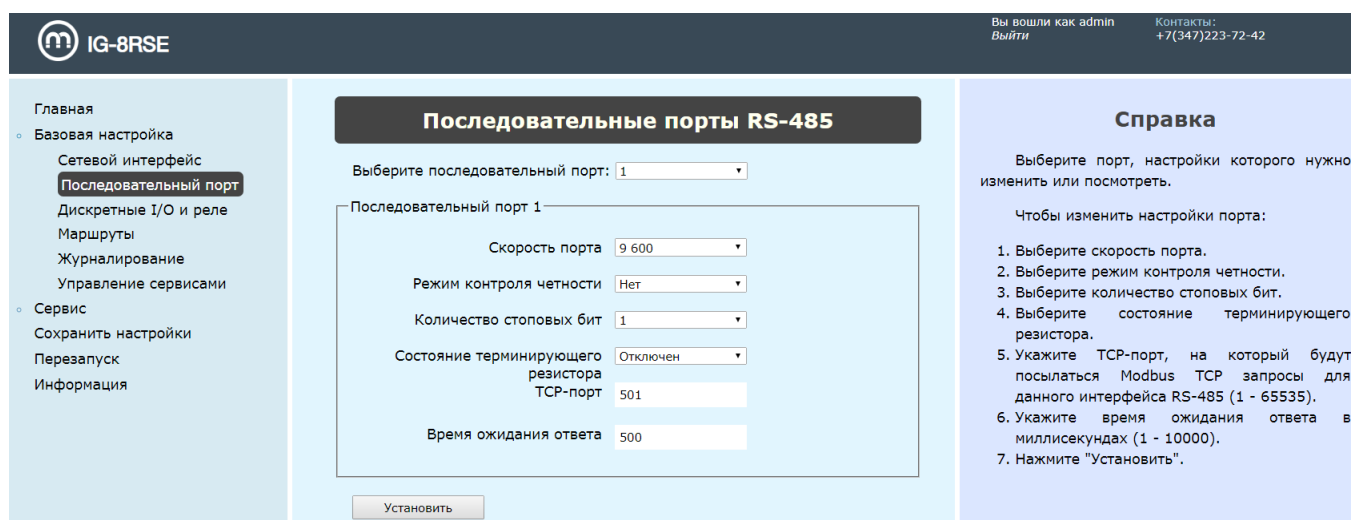 IG-8RSE
Вы вошли как admin
Выйти
Контакты:
+7(347)223-72-42
Главная
Базовая настройка
Сетевой интерфейс
Последовательный порт
Дискретные I/O и реле
Маршруты
Журналирование
Управление сервисами
Сервис
Сохранить настройки
Перезапуск
Информация
Последовательные порты RS-485
Выберите последовательный порт: 1
Последовательный порт 1
Скорость порта 9 600
Режим контроля четности Нет
Количество стоповых бит 1
Состояние терминирующего Отключен
резистора
TCP-порт 501
Время ожидания ответа 500
Установить
Справка
Выберите порт, настройки которого нужно
изменить или посмотреть.
Чтобы изменить настройки порта:
1. Выберите скорость порта.
2. Выберите режим контроля четности.
3. Выберите количество стоповых бит.
4. Выберите состояние терминирующего
резистора.
5. Укажите TCP-порт, на который будут
посылаться Modbus TCP запросы для
данного интерфейса RS-485 (1 - 65535).
6. Укажите время ожидания ответа в
миллисекундах (1 - 10000).
7. Нажмите "Установить".